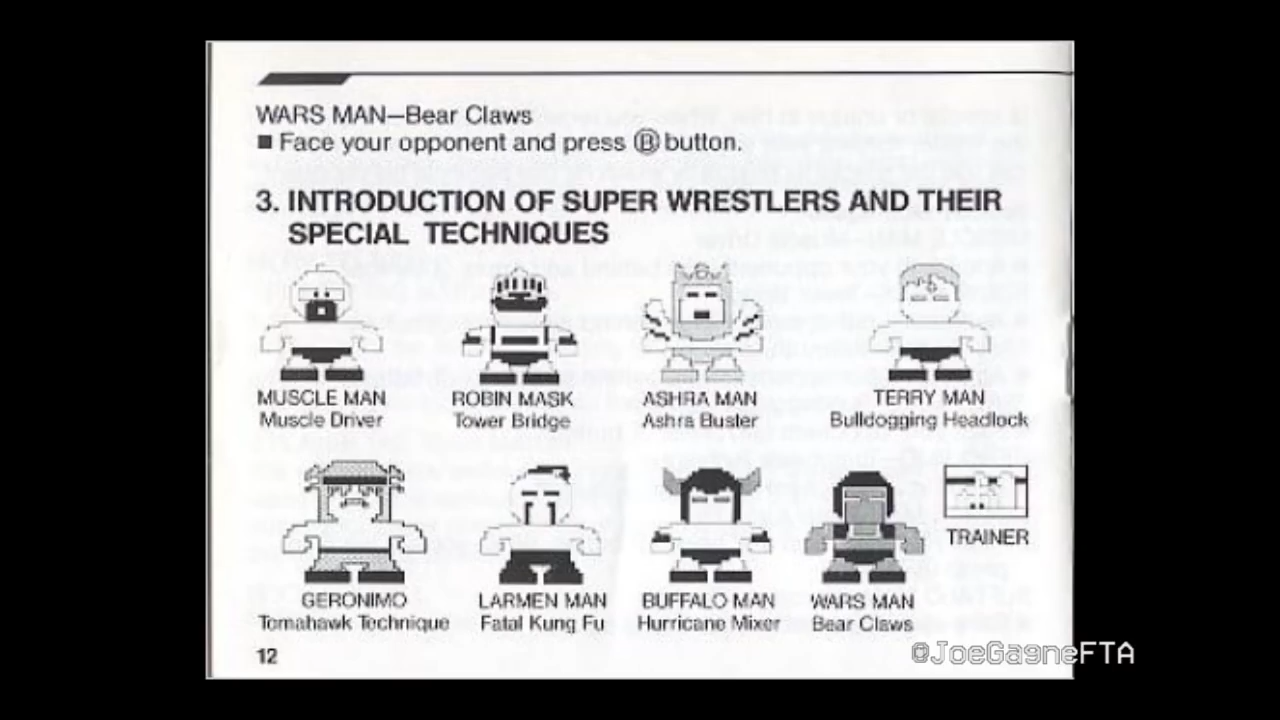 WARS MAN—Bear Claws
■ Face your opponent and press Ⓑ button.
3. INTRODUCTION OF SUPER WRESTLERS AND THEIR
SPECIAL TECHNIQUES
MUSCLE MAN
Muscle Driver
ROBIN MASK
Tower Bridge
ASHRA MAN
Ashra Buster
TERRY MAN
Bulldogging Headlock
GERONIMO
Tomahawk Technique
LARMEN MAN
Fatal Kung Fu
BUFFALO MAN
Hurricane Mixer
WARS MAN
Bear Claws
TRAINER
12
@JoeGagneFTA